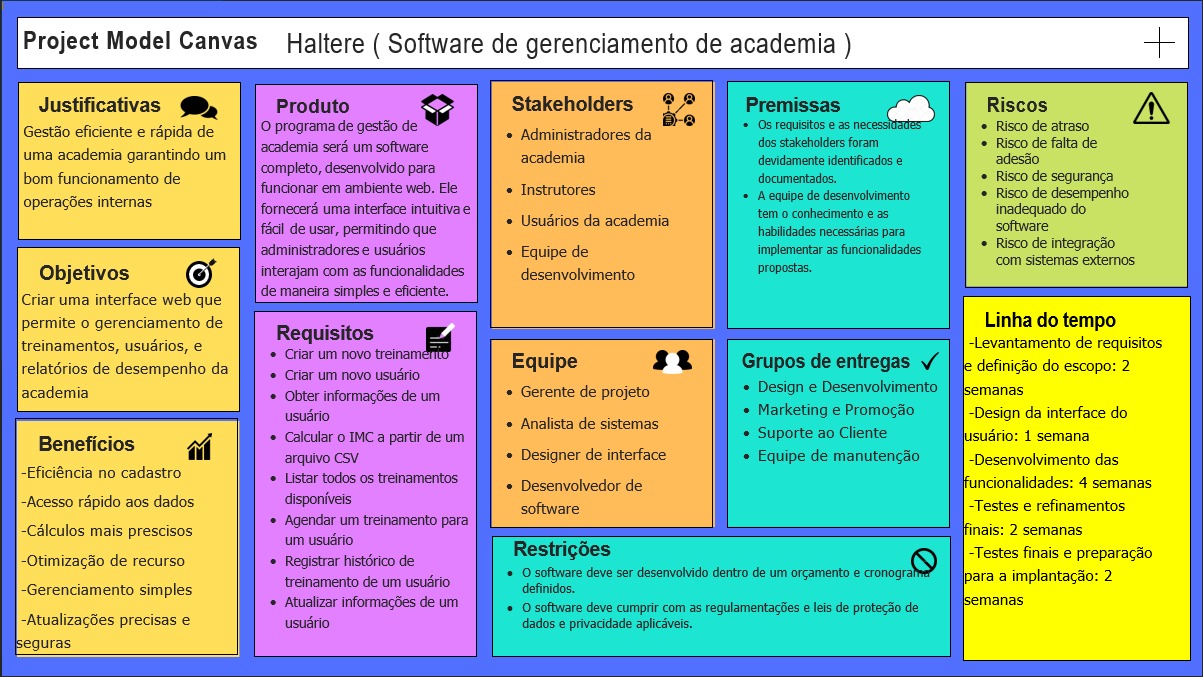 Project Model Canvas
Haltere ( Software de gerenciamento de academia )
Justificativas
Gestão eficiente e rápida de
uma academia garantindo um
bom funcionamento de
operações internas
Objetivos
Criar uma interface web que
permite o gerenciamento de
treinamentos, usuários, e
relatórios de desempenho da
academia
Benefícios
-Eficiência no cadastro
-Acesso rápido aos dados
-Cálculos mais prescisos
-Otimização de recurso
-Gerenciamento simples
-Atualizações precisas e
seguras
Produto
O programa de gestão de
academia será um software
completo, desenvolvido para
funcionar em ambiente web. Ele
fornecerá uma interface intuitiva e
fácil de usar, permitindo que
administradores e usuários
interajam com as funcionalidades
de maneira simples e eficiente.
Requisitos
• Criar um novo treinamento
• Criar um novo usuário
• Obter informações de um
usuário
• Calcular o IMC a partir de um
arquivo CSV
• Listar todos os treinamentos
disponíveis
• Agendar um treinamento para
um usuário
• Registrar histórico de
treinamento de um usuário
• Atualizar informações de um
usuário
Stakeholders
• Administradores da
academia
• Instrutores
• Usuários da academia
• Equipe de
desenvolvimento
Equipe
• Gerente de projeto
• Analista de sistemas
• Designer de interface
• Desenvolvedor de
software
Premissas
• Os requisitos e as necessidades
dos stakeholders foram
devidamente identificados e
documentados.
• A equipe de desenvolvimento
tem o conhecimento e as
habilidades necessárias para
implementar as funcionalidades
propostas.
Grupos de entregas
• Design e Desenvolvimento
• Marketing e Promoção
• Suporte ao Cliente
• Equipe de manutenção
Restrições
• O software deve ser desenvolvido dentro de um orçamento e cronograma
definidos.
• O software deve cumprir com as regulamentações e leis de proteção de
dados e privacidade aplicáveis.
Riscos
• Risco de atraso
• Risco de falta de
adesão
• Risco de segurança
• Risco de desempenho
inadequado do
software
• Risco de integração
com sistemas externos
Linha do tempo
-Levantamento de requisitos
e definição do escopo: 2
semanas
-Design da interface do
usuário: 1 semana
-Desenvolvimento das
funcionalidades: 4 semanas
-Testes e refinamentos
finais: 2 semanas
-Testes finais e preparação
para a implantação: 2
semanas